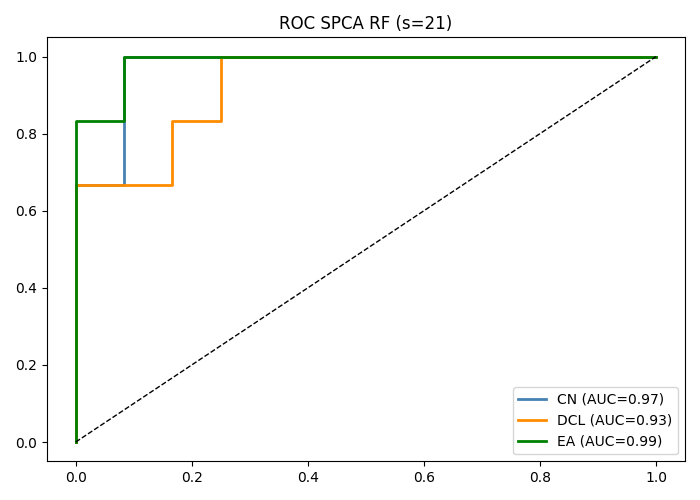 ROC SPCA RF (s=21)
1.0
0.8
0.6
0.4
0.2
0.0
0.0 0.2 0.4 0.6 0.8 1.0
CN (AUC=0.97)
DCL (AUC=0.93)
EA (AUC=0.99)